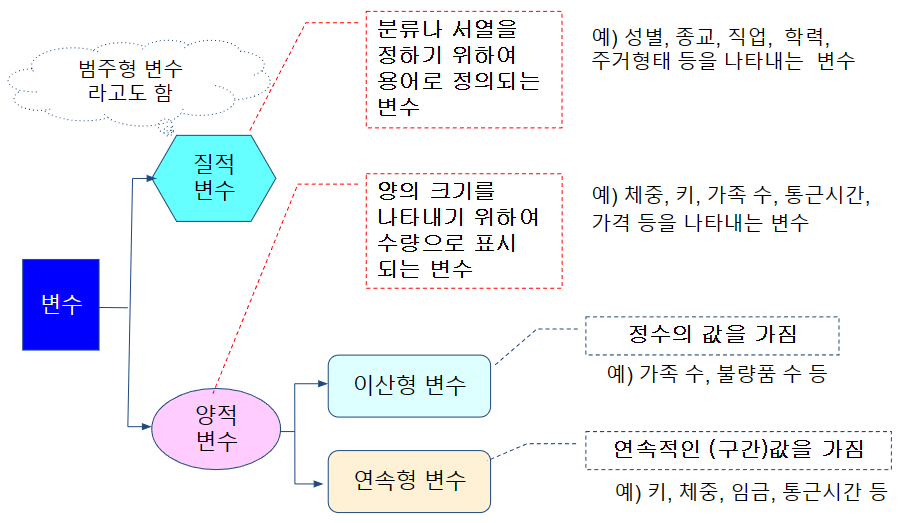 분류나 서열을
정하기 위하여
용어로 정의되는
변수
예) 성별, 종교, 직업, 학력,
주거형태 등을 나타내는 변수
범주형 변수
라고도 함
질적
변수
양의 크기를
나타내기 위하여
수량으로 표시
되는 변수
예) 체중, 키, 가족 수, 통근시간,
가격 등을 나타내는 변수
변수
정수의 값을 가짐
이산형 변수
예) 가족 수, 불량품 수 등
양적
변수
연속적인 (구간)값을 가짐
연속형 변수
예) 키, 체중, 임금, 통근시간 등